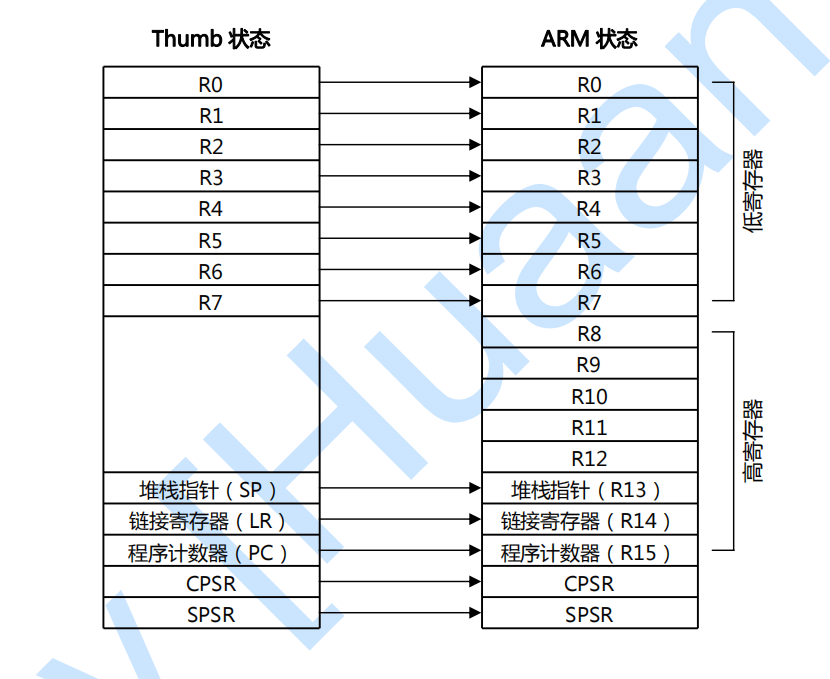 Thumb 状态 ARM 状态
R0 R0
R1 R1
R2 R2
R3 R3
R4 R4
R5 R5
R6 R6
R7 R7
低寄存器
R8
R9
R10
R11
R12
堆栈指针（SP） 堆栈指针（R13）
链接寄存器（LR） 链接寄存器（R14）
程序计数器（PC） 程序计数器（R15）
高寄存器
CPSR CPSR
SPSR SPSR
y [Huaan